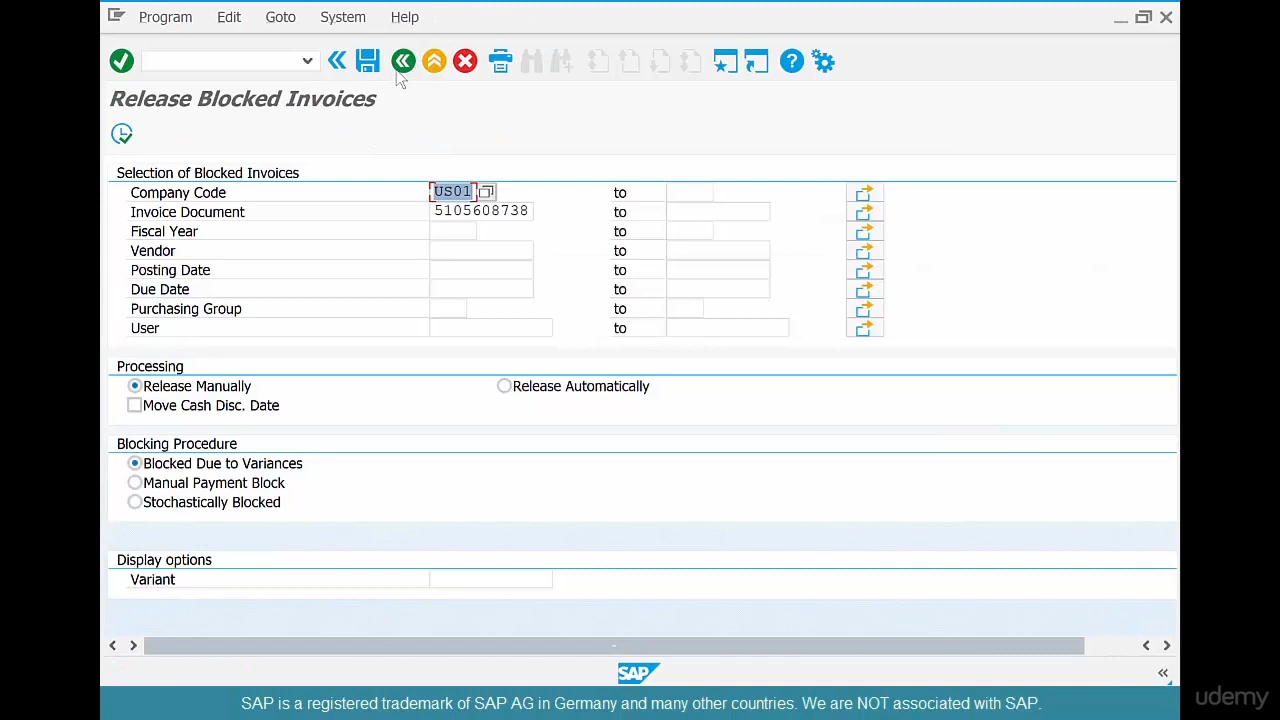 Program Edit Goto System Help
Release Blocked Invoices
Selection of Blocked Invoices
Company Code US01 to
Invoice Document 5105608738 to
Fiscal Year to
Vendor to
Posting Date to
Due Date to
Purchasing Group to
User to
Processing
Release Manually Release Automatically
Move Cash Disc. Date
Blocking Procedure
Blocked Due to Variances
Manual Payment Block
Stochastically Blocked
Display options
Variant
SAP
SAP is a registered trademark of SAP AG in Germany and many other countries. We are NOT associated with SAP.
udemy